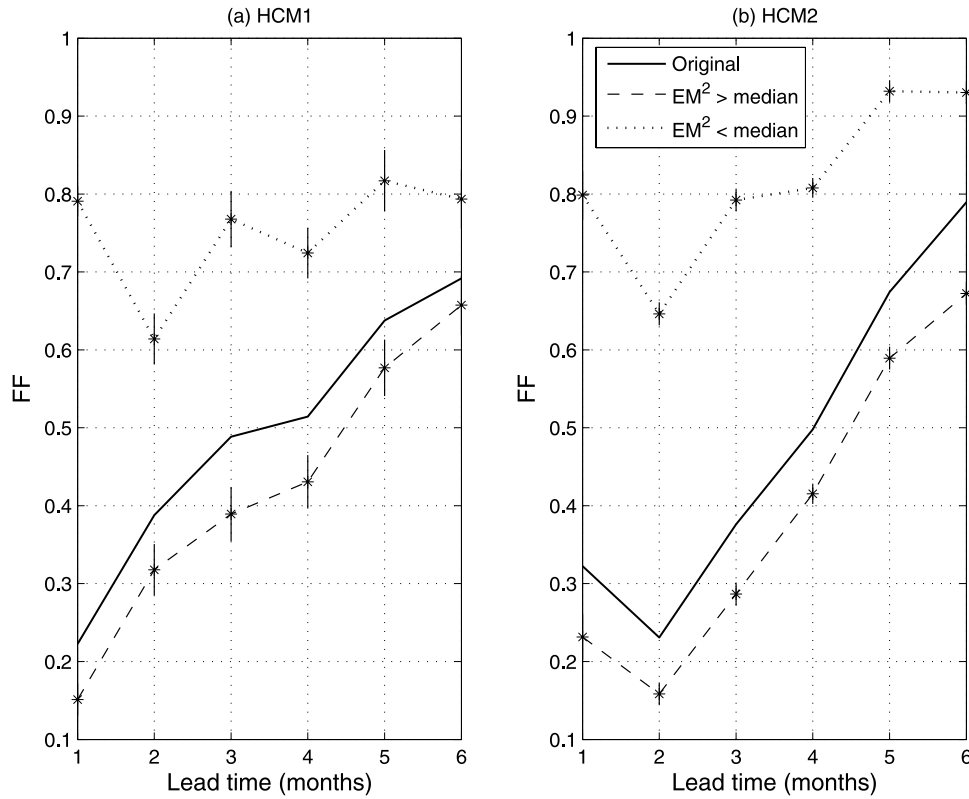 (a) HCM1
1
0.9
0.8
0.7
0.6
0.5
0.4
0.3
0.2
0.1
FF
1 2 3 4 5 6
Lead time (months)
(b) HCM2
Original
EM² > median
EM² < median
1
0.9
0.8
0.7
0.6
0.5
0.4
0.3
0.2
0.1
FF
1 2 3 4 5 6
Lead time (months)